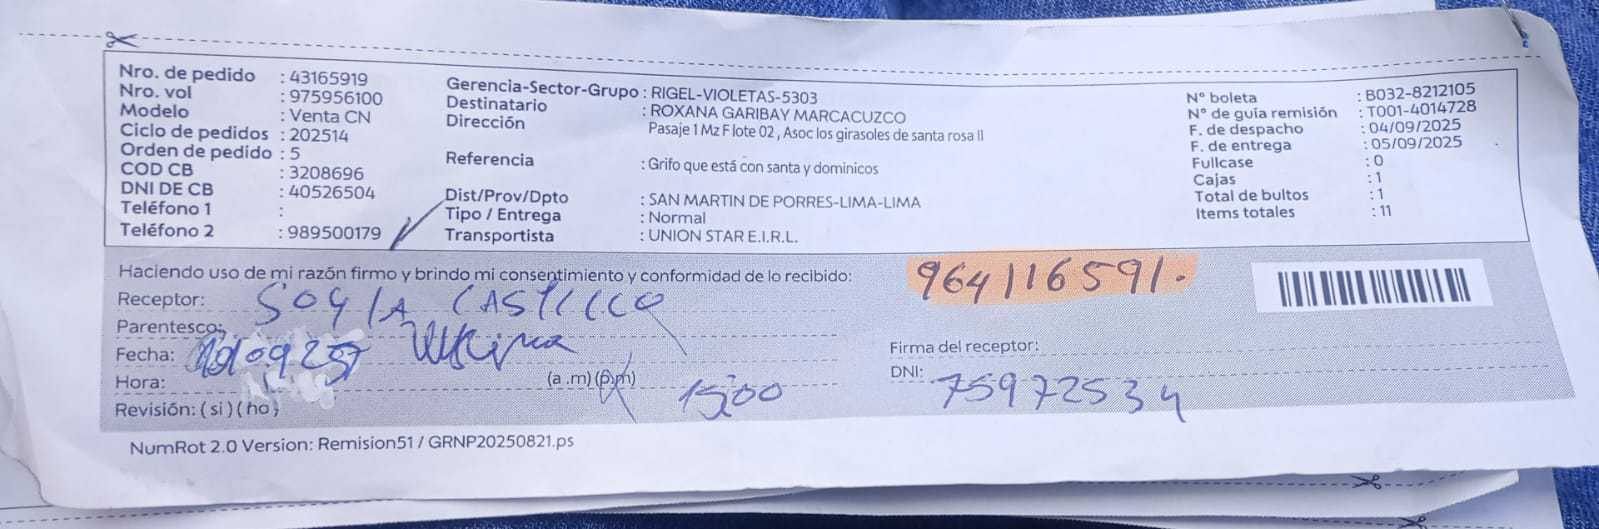 Nro. de pedido : 43165919
Nro. vol : 975956100
Modelo : Venta CN
Ciclo de pedidos : 202514
Orden de pedido : 5
COD CB : 3208696
DNI DE CB : 40526504
Teléfono 1 :
Teléfono 2 : 989500179
Gerencia-Sector-Grupo : RIGEL-VIOLETAS-5303
Destinatario : ROXANA GARIBAY MARCACUZCO
Dirección Pasaje 1 Mz F lote 02 , Asoc los girasoles de santa rosa II
Referencia : Grifo que está con santa y dominicos
Dist/Prov/Dpto : SAN MARTIN DE PORRES-LIMA-LIMA
Tipo / Entrega : Normal
Transportista : UNION STAR E.I.R.L.
N° boleta : B032-8212105
N° de guía remisión : T001-4014728
F. de despacho : 04/09/2025
F. de entrega : 05/09/2025
Fullcase : 0
Cajas : 1
Total de bultos : 1
Items totales : 11
Haciendo uso de mi razón firmo y brindo mi consentimiento y conformidad de lo recibido:
964116591.
Receptor: CASTILLO
Parentesco:
Fecha:
Hora: (a .m) (p.m) 15:00
Revisión: ( si ) ( no )
Firma del receptor:
DNI: 75972534
NumRot 2.0 Version: Remision51 / GRNP20250821.ps